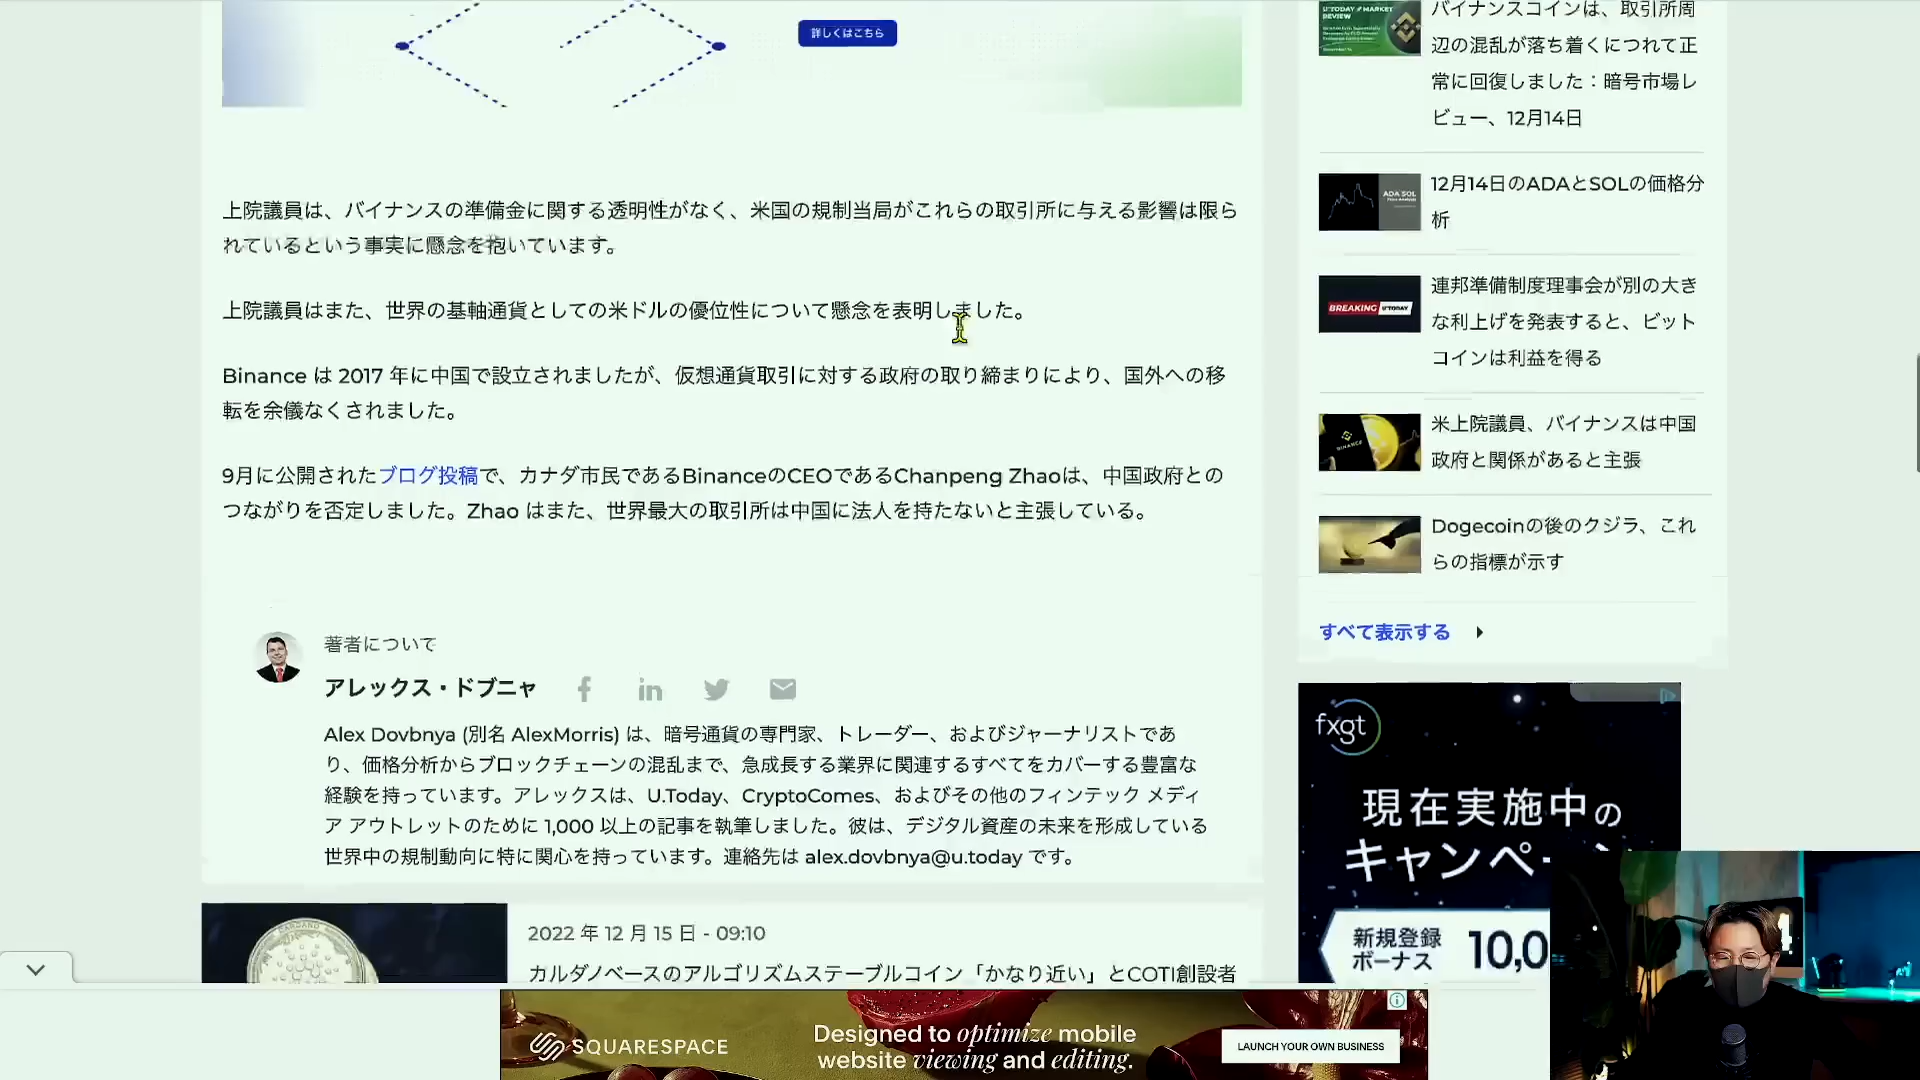 詳しくはこちら
上院議員は、バイナンスの準備金に関する透明性がなく、米国の規制当局がこれらの取引所に与える影響は限ら
れているという事実に懸念を抱いています。
上院議員はまた、世界の基軸通貨としての米ドルの優位性について懸念を表明しました。
Binance は 2017 年に中国で設立されましたが、仮想通貨取引に対する政府の取り締まりにより、国外への移
転を余儀なくされました。
9月に公開されたブログ投稿で、カナダ市民であるBinanceのCEOであるChanpeng Zhaoは、中国政府との
つながりを否定しました。Zhao はまた、世界最大の取引所は中国に法人を持たないと主張している。
著者について
アレックス・ドブニャ
Alex Dovbnya (別名 AlexMorris) は、暗号通貨の専門家、トレーダー、およびジャーナリストであ
り、価格分析からブロックチェーンの混乱まで、急成長する業界に関連するすべてをカバーする豊富な
経験を持っています。アレックスは、U.Today、CryptoComes、およびその他のフィンテック メディ
ア アウトレットのために 1,000 以上の記事を執筆しました。彼は、デジタル資産の未来を形成している
世界中の規制動向に特に関心を持っています。連絡先は alex.dovbnya@u.today です。
2022 年 12 月 15 日 - 09:10
カルダノベースのアルゴリズムステーブルコイン「かなり近い」とCOTI創設者
U'TODAY MARKET
REVIEW
バイナンスコインは、取引所周
辺の混乱が落ち着くにつれて正
常に回復しました：暗号市場レ
ビュー、12月14日
ADA SOL
12月14日のADAとSOLの価格分
析
BREAKING U'TODAY
連邦準備制度理事会が別の大き
な利上げを発表すると、ビット
コインは利益を得る
BINANCE
米上院議員、バイナンスは中国
政府と関係があると主張
Dogecoinの後のクジラ、これ
らの指標が示す
すべて表示する
fxgt
現在実施中の
キャンペー
新規登録
ボーナス
10,0
SQUARESPACE
Designed to optimize mobile
website viewing and editing.
LAUNCH YOUR OWN BUSINESS